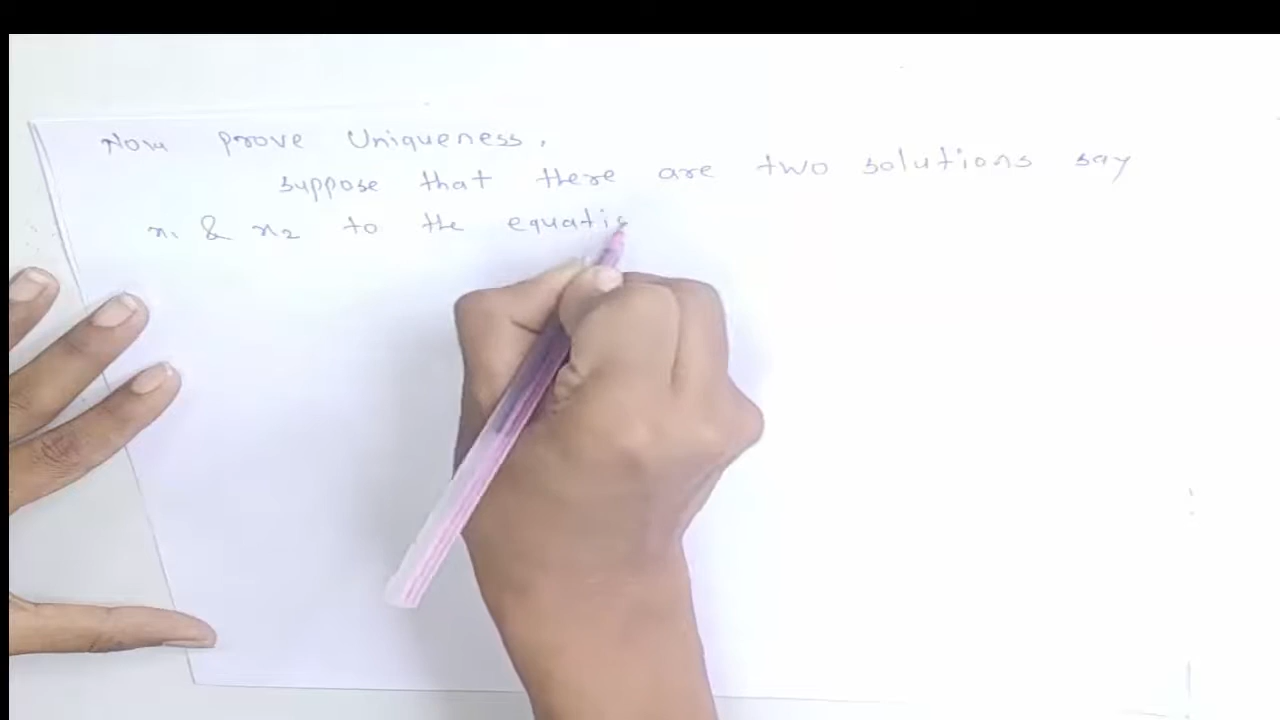 Now prove Uniqueness.
suppose that there are two solutions say
x₁ & x₂ to the equatio